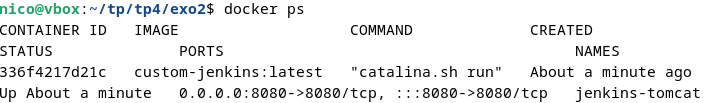 nico@vbox:~/tp/tp4/exo2$ docker ps
CONTAINER ID   IMAGE                   COMMAND             CREATED
STATUS              PORTS                                       NAMES
336f4217d21c   custom-jenkins:latest   "catalina.sh run"   About a minute ago
Up About a minute   0.0.0.0:8080->8080/tcp, :::8080->8080/tcp   jenkins-tomcat